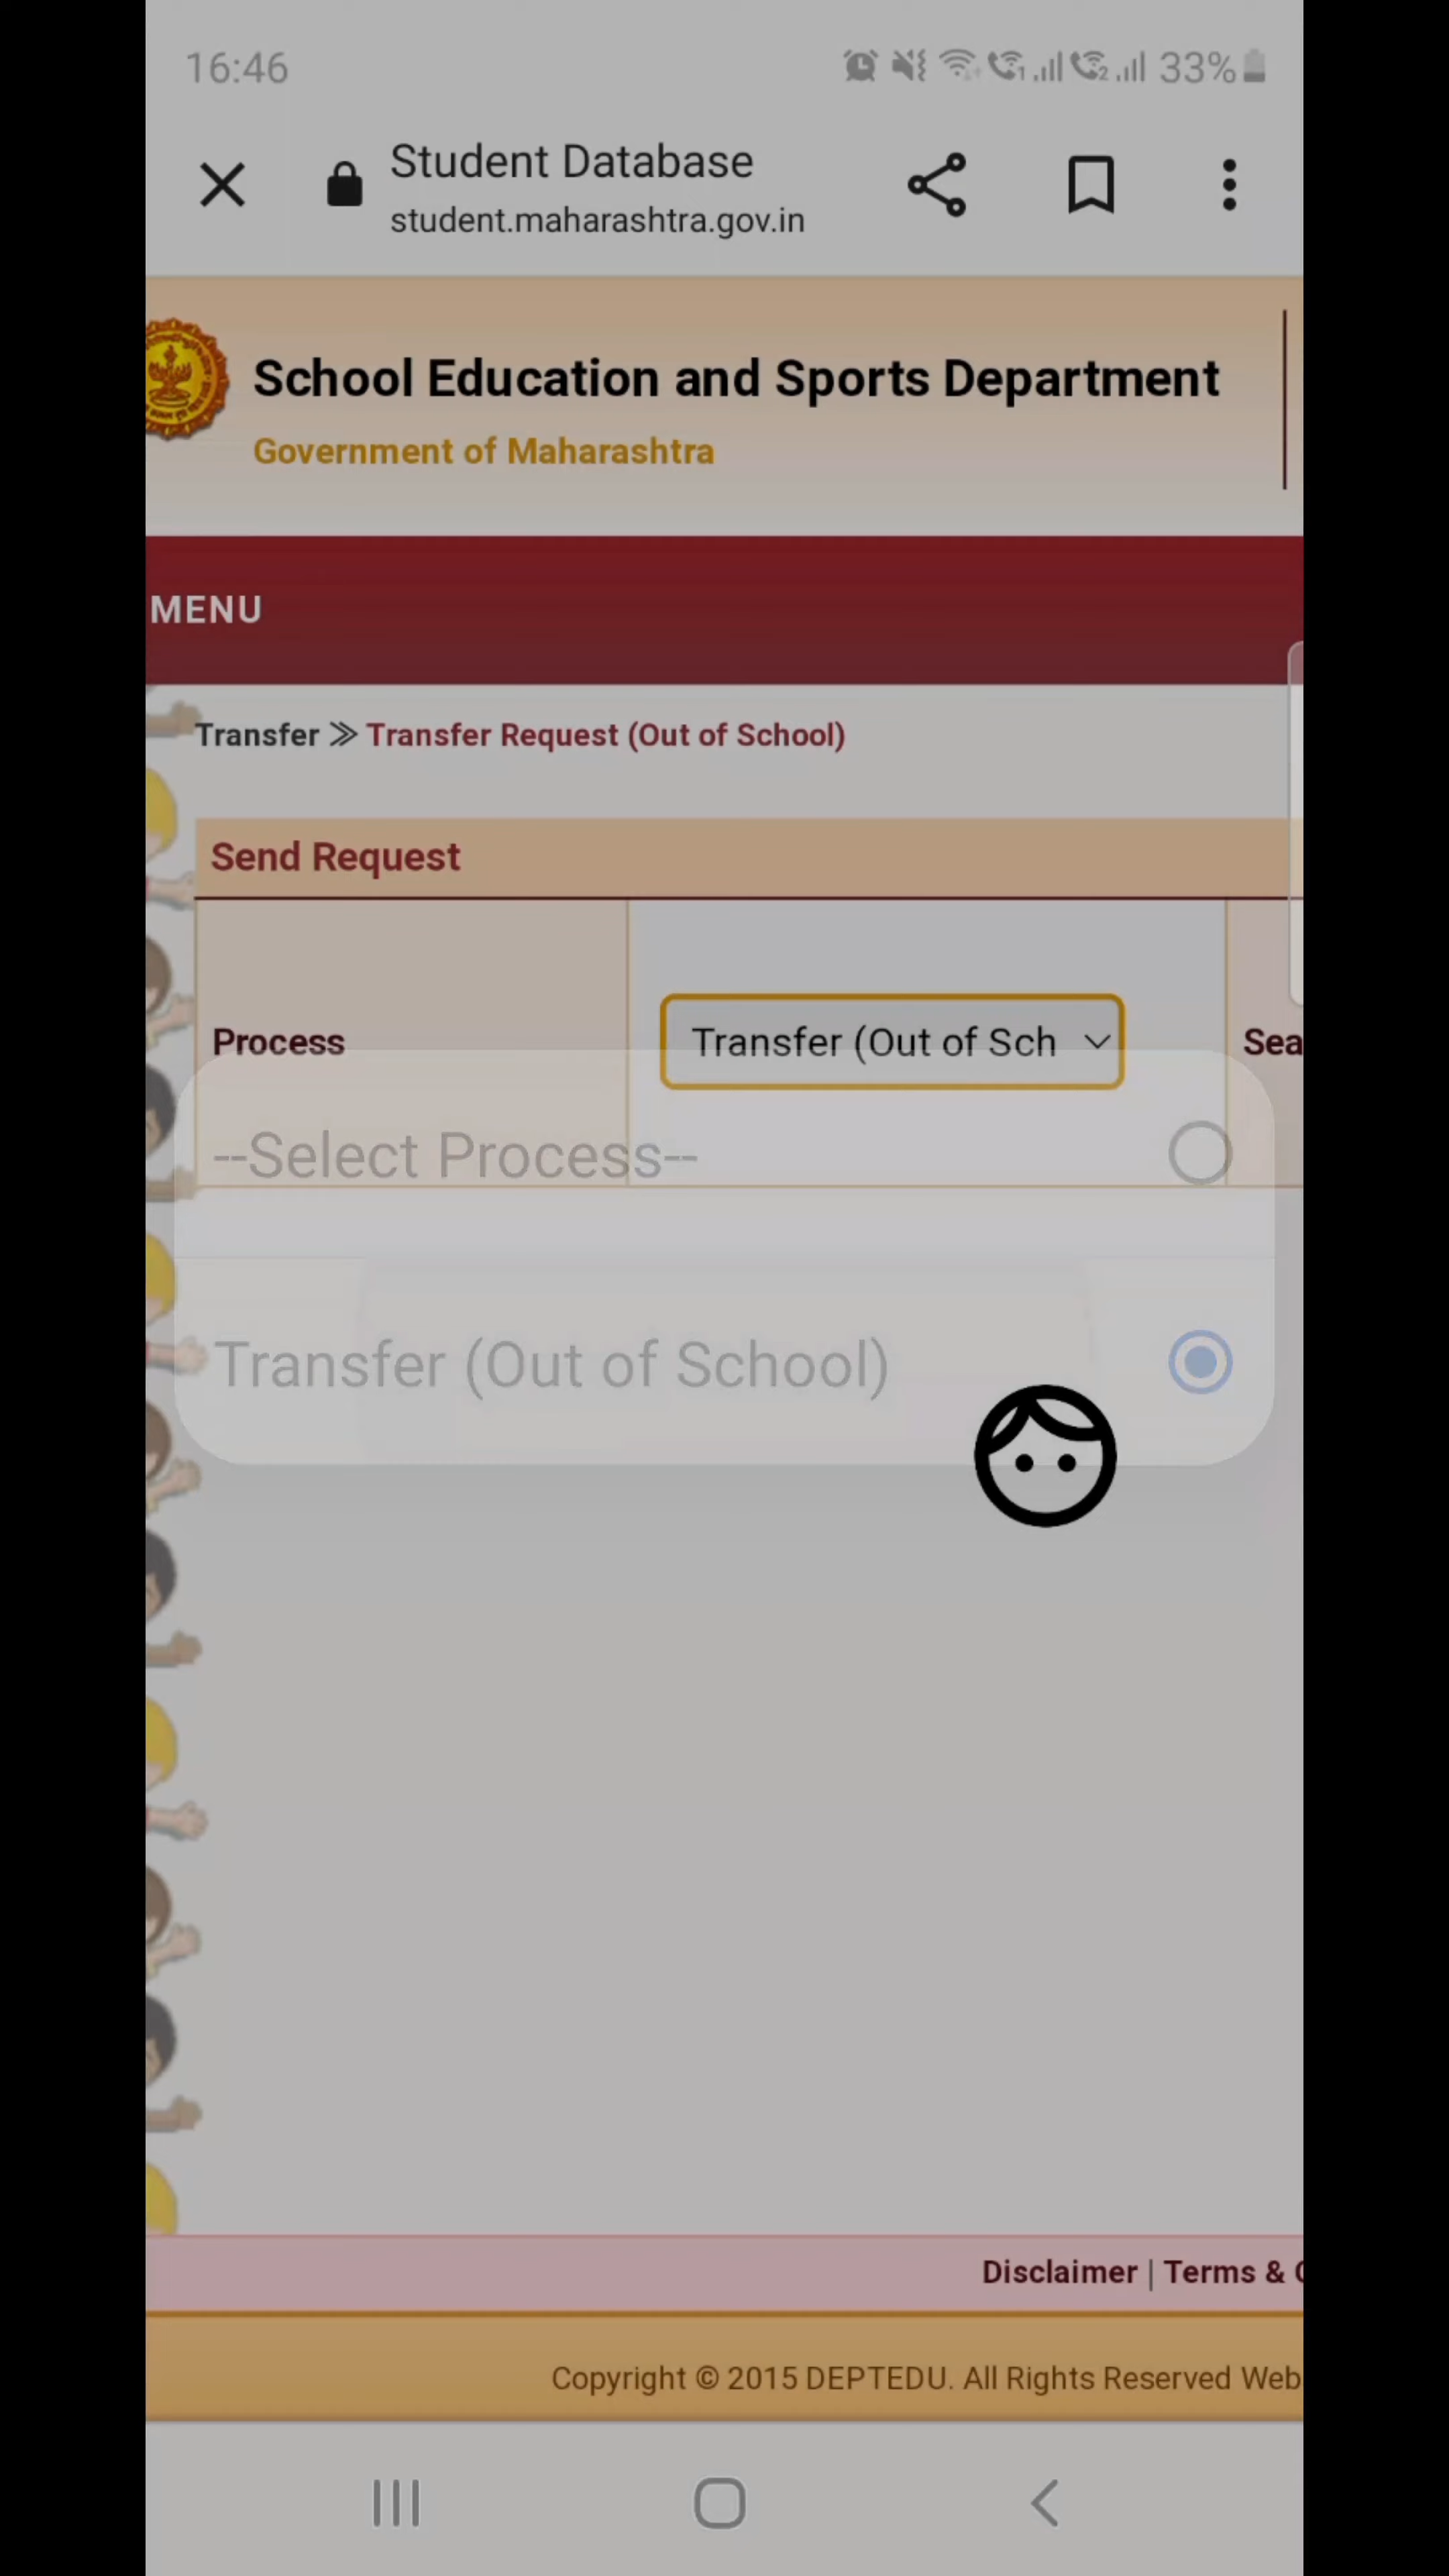 16:46
33%
Student Database
student.maharashtra.gov.in
School Education and Sports Department
Government of Maharashtra
MENU
Transfer ≫ Transfer Request (Out of School)
Send Request
Process
Transfer (Out of Sch
Sea
--Select Process--
Transfer (Out of School)
Disclaimer | Terms &
Copyright © 2015 DEPTEDU. All Rights Reserved Web